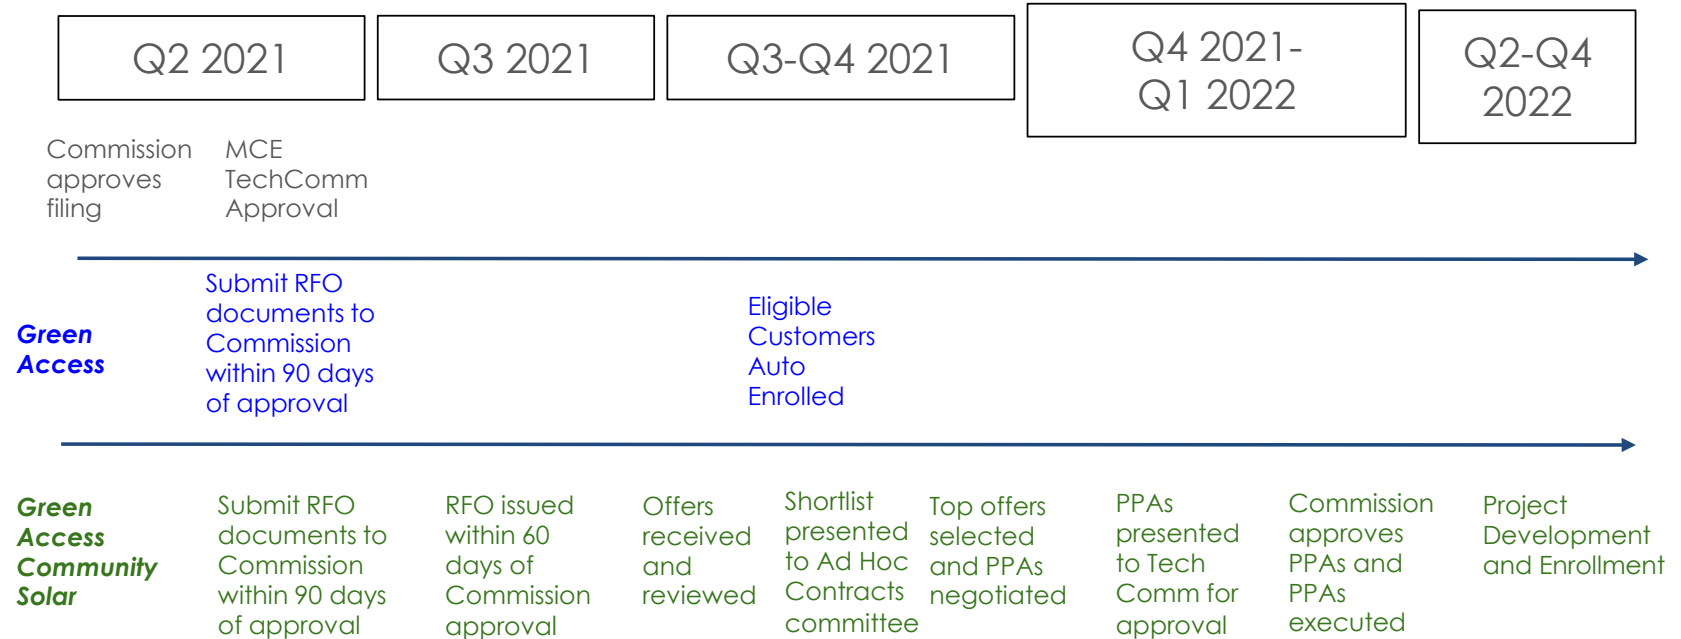 Q2 2021
Q3 2021
Q3-Q4 2021
Q4 2021-
Q1 2022
Q2-Q4
2022
Commission
approves
filing
MCE
TechComm
Approval
Green
Access
Submit RFO
documents to
Commission
within 90 days
of approval
Eligible
Customers
Auto
Enrolled
Green
Access
Community
Solar
Submit RFO
documents to
Commission
within 90 days
of approval
RFO issued
within 60
days of
Commission
approval
Offers
received
and
reviewed
Shortlist
presented
to Ad Hoc
Contracts
committee
Top offers
selected
and PPAs
negotiated
PPAs
presented
to Tech
Comm for
approval
Commission
approves
PPAs and
PPAs
executed
Project
Development
and Enrollment